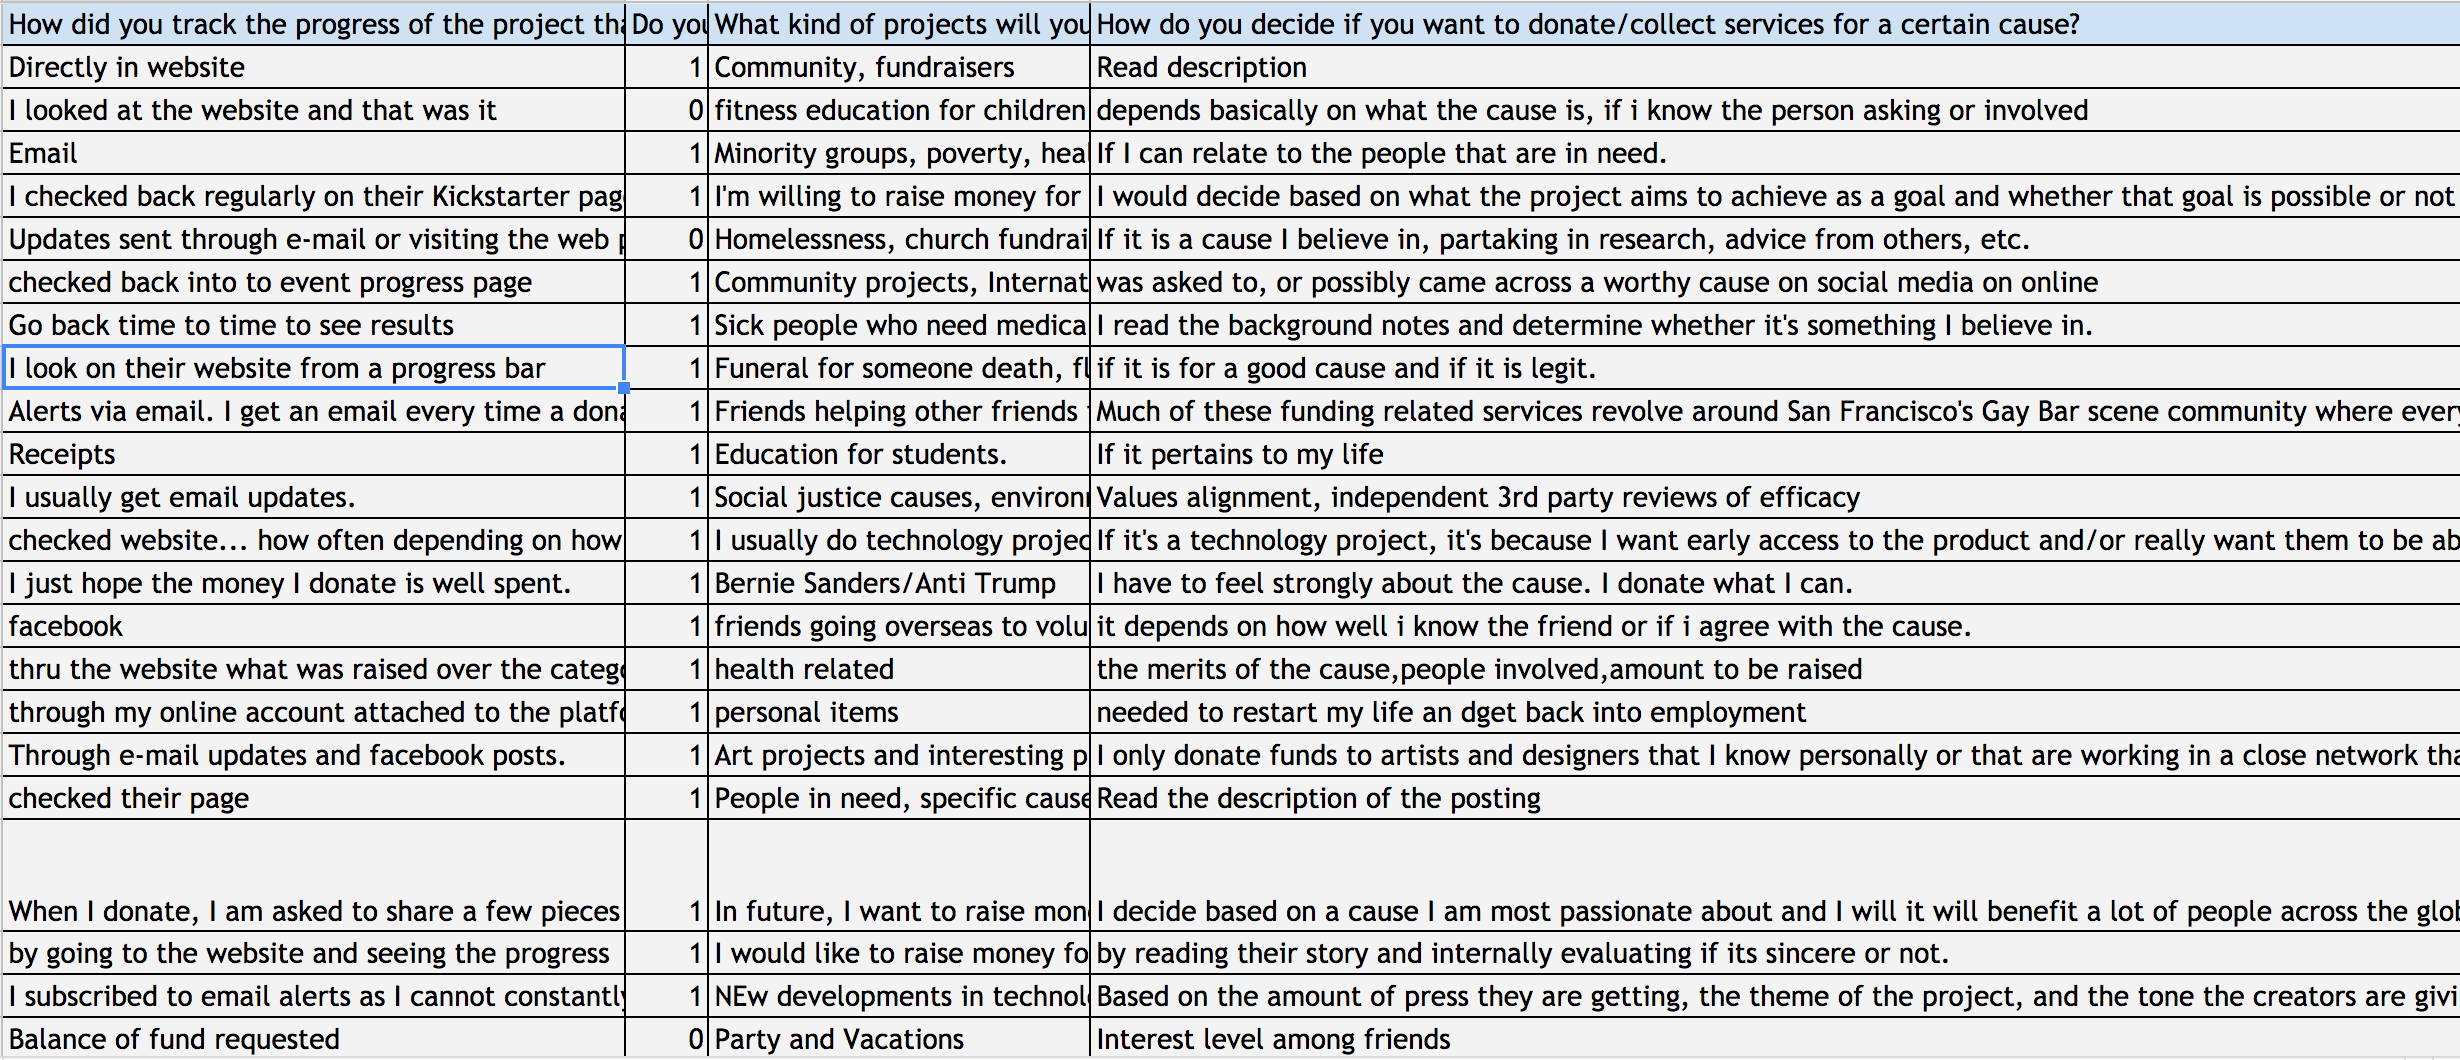 How did you track the progress of the project tha Do you What kind of projects will you How do you decide if you want to donate/collect services for a certain cause?
Directly in website 1 Community, fundraisers Read description
I looked at the website and that was it 0 fitness education for children depends basically on what the cause is, if i know the person asking or involved
Email 1 Minority groups, poverty, heal If I can relate to the people that are in need.
I checked back regularly on their Kickstarter pag 1 I'm willing to raise money for I would decide based on what the project aims to achieve as a goal and whether that goal is possible or not
Updates sent through e-mail or visiting the web p 0 Homelessness, church fundrai If it is a cause I believe in, partaking in research, advice from others, etc.
checked back into to event progress page 1 Community projects, Internat was asked to, or possibly came across a worthy cause on social media on online
Go back time to time to see results 1 Sick people who need medica I read the background notes and determine whether it's something I believe in.
I look on their website from a progress bar 1 Funeral for someone death, fl if it is for a good cause and if it is legit.
Alerts via email. I get an email every time a dona 1 Friends helping other friends Much of these funding related services revolve around San Francisco's Gay Bar scene community where every
Receipts 1 Education for students. If it pertains to my life
I usually get email updates. 1 Social justice causes, environm Values alignment, independent 3rd party reviews of efficacy
checked website... how often depending on how 1 I usually do technology projec If it's a technology project, it's because I want early access to the product and/or really want them to be ab
I just hope the money I donate is well spent. 1 Bernie Sanders/Anti Trump I have to feel strongly about the cause. I donate what I can.
facebook 1 friends going overseas to volu it depends on how well i know the friend or if i agree with the cause.
thru the website what was raised over the catego 1 health related the merits of the cause,people involved,amount to be raised
through my online account attached to the platfo 1 personal items needed to restart my life an dget back into employment
Through e-mail updates and facebook posts. 1 Art projects and interesting p I only donate funds to artists and designers that I know personally or that are working in a close network tha
checked their page 1 People in need, specific cause Read the description of the posting
When I donate, I am asked to share a few pieces 1 In future, I want to raise mon I decide based on a cause I am most passionate about and I will it will benefit a lot of people across the glob
by going to the website and seeing the progress 1 I would like to raise money fo by reading their story and internally evaluating if its sincere or not.
I subscribed to email alerts as I cannot constantly 1 NEw developments in technol Based on the amount of press they are getting, the theme of the project, and the tone the creators are givi
Balance of fund requested 0 Party and Vacations Interest level among friends